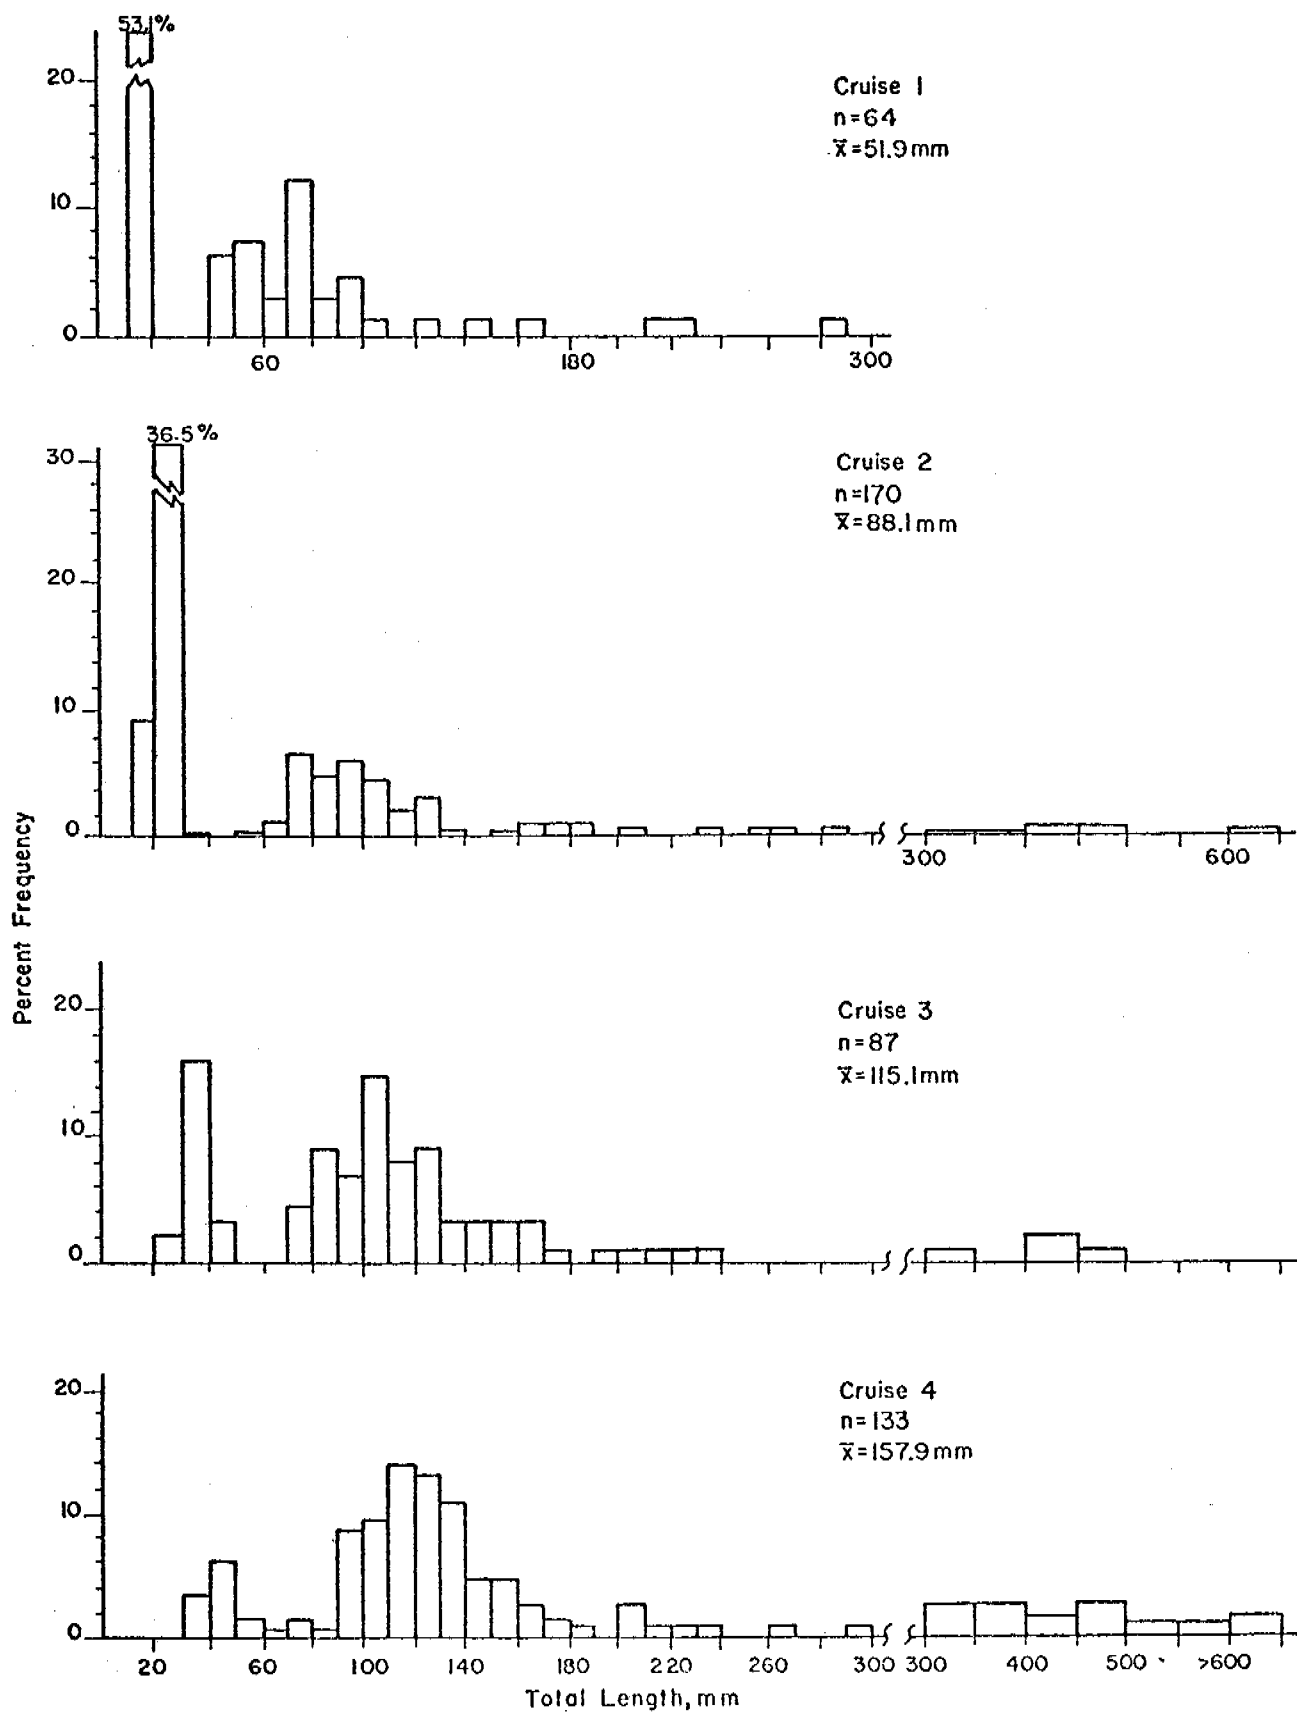 53.1%
20
10
0
60
180
300
Cruise 1
n=64
x̄=51.9mm
36.5%
30
20
10
0
300
600
Cruise 2
n=170
x̄=88.1mm
Percent Frequency
20
10
0
Cruise 3
n=87
x̄=115.1mm
20
10
0
Cruise 4
n=133
x̄=157.9mm
20 60 100 140 180 220 260 300 300 400 500 >600
Total Length, mm